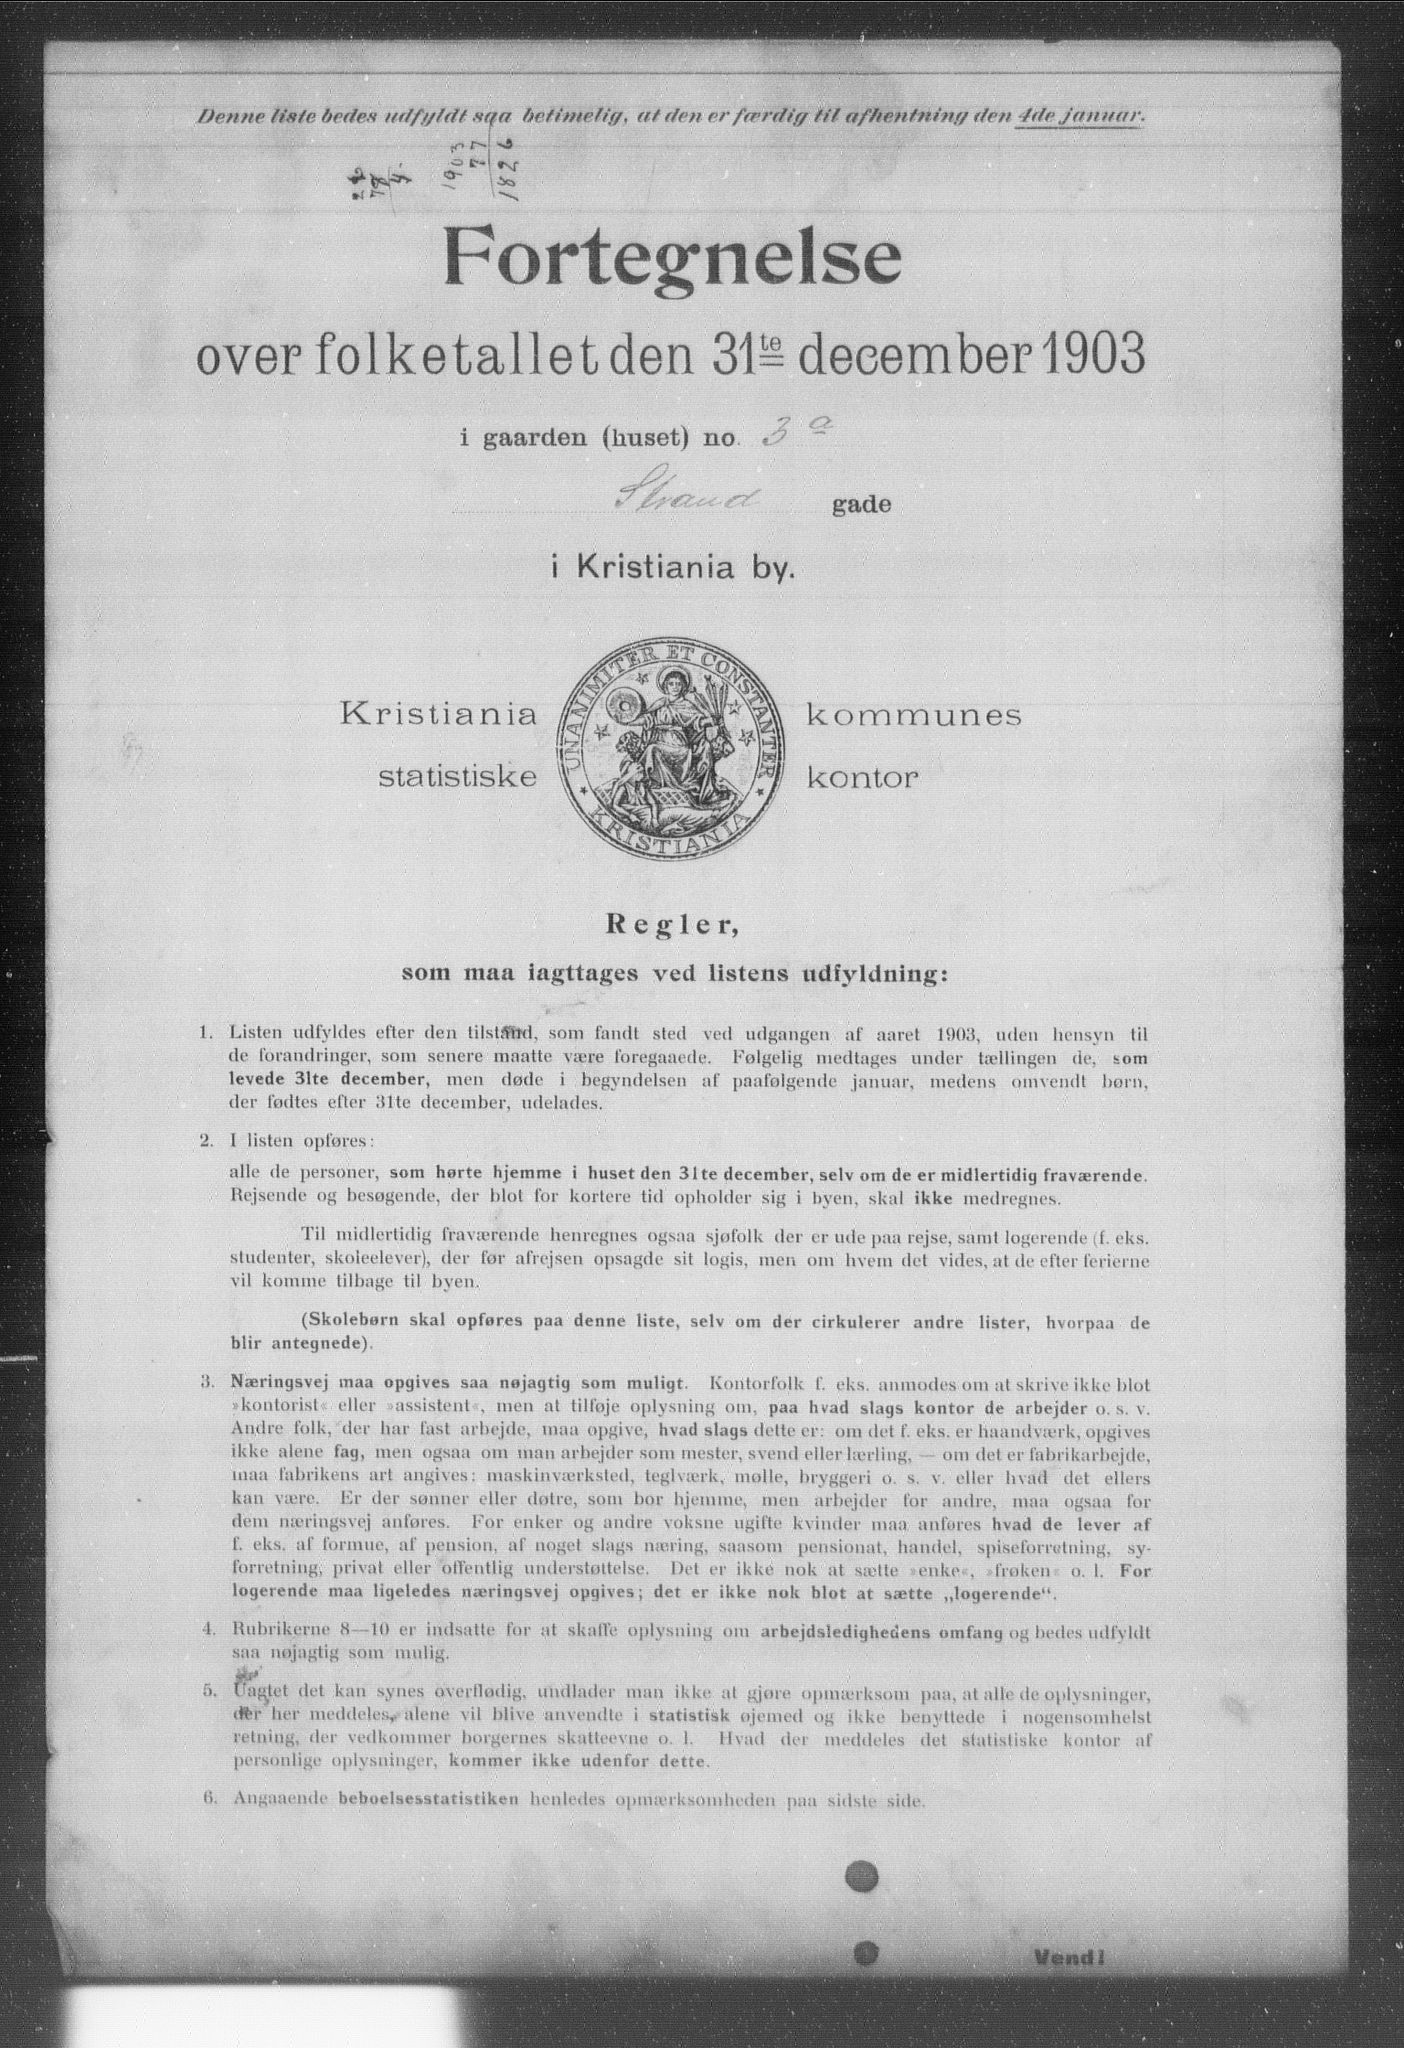 Denne liste bedes udfyldt saa betimelig, at den er færdig til afhentning den 4de januar.
1903
77
1826
Fortegnelse
over folketallet den 31te december 1903
i gaarden (huset) no. 3 a
Strand gade
i Kristiania by.
Kristiania kommunes
statistiske kontor
UNANIMITER ET CONSTANTER
KRISTIANIA
Regler,
som maa iagttages ved listens udfyldning:
1. Listen udfyldes efter den tilstand, som fandt sted ved udgangen af aaret 1903, uden hensyn til
de forandringer, som senere maatte være foregaaede. Følgelig medtages under tællingen de, som
levede 31te december, men døde i begyndelsen af paafølgende januar, medens omvendt børn,
der fødtes efter 31te december, udelades.
2. I listen opføres:
alle de personer, som hørte hjemme i huset den 31te december, selv om de er midlertidig fraværende.
Rejsende og besøgende, der blot for kortere tid opholder sig i byen, skal ikke medregnes.
Til midlertidig fraværende henregnes ogsaa sjøfolk der er ude paa rejse, samt logerende (f. eks.
studenter, skoleelever), der før afrejsen opsagde sit logis, men om hvem det vides, at de efter ferierne
vil komme tilbage til byen.
(Skolebørn skal opføres paa denne liste, selv om der cirkulerer andre lister, hvorpaa de
blir antegnede).
3. Næringsvej maa opgives saa nøjagtig som muligt. Kontorfolk f. eks. anmodes om at skrive ikke blot
»kontorist« eller »assistent«, men at tilføje oplysning om, paa hvad slags kontor de arbejder o. s. v.
Andre folk, der har fast arbejde, maa opgive, hvad slags dette er: om det f. eks. er haandværk, opgives
ikke alene fag, men ogsaa om man arbejder som mester, svend eller lærling, — om det er fabrikarbejde,
maa fabrikens art angives: maskinværksted, teglværk, mølle, bryggeri o. s. v. eller hvad det ellers
kan være. Er der sønner eller døtre, som bor hjemme, men arbejder for andre, maa ogsaa for
dem næringsvej anføres. For enker og andre voksne ugifte kvinder maa anføres hvad de lever af
f. eks. af formue, af pension, af noget slags næring, saasom pensionat, handel, spiseforretning, sy-
forretning, privat eller offentlig understøttelse. Det er ikke nok at sætte »enke«, »frøken« o. l. For
logerende maa ligeledes næringsvej opgives; det er ikke nok blot at sætte „logerende“.
4. Rubrikerne 8—10 er indsatte for at skaffe oplysning om arbejdsledighedens omfang og bedes udfyldt
saa nøjagtig som mulig.
5. Uagtet det kan synes overflødig, undlader man ikke at gjøre opmærksom paa, at alle de oplysninger,
der her meddeles, alene vil blive anvendte i statistisk øjemed og ikke benyttede i nogensomhelst
retning, der vedkommer borgernes skatteevne o. l. Hvad der meddeles det statistiske kontor af
personlige oplysninger, kommer ikke udenfor dette.
6. Angaaende beboelsesstatistiken henledes opmærksomheden paa sidste side.
Vend!